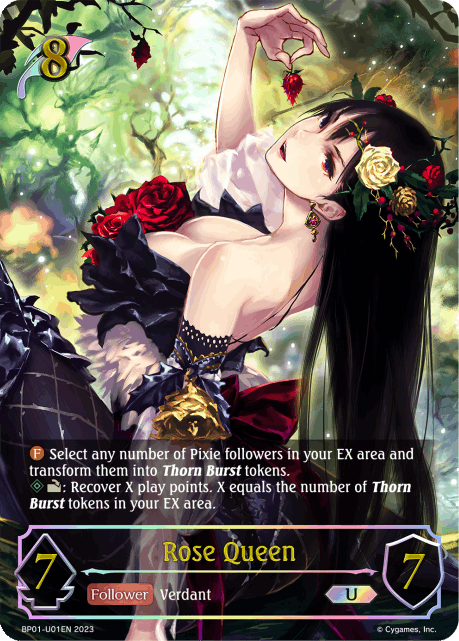 8
F Select any number of Pixie followers in your EX area and
transform them into Thorn Burst tokens.
: Recover X play points. X equals the number of Thorn
Burst tokens in your EX area.
Rose Queen
7
7
Follower Verdant
U
BP01-U01EN 2023
© Cygames, Inc.